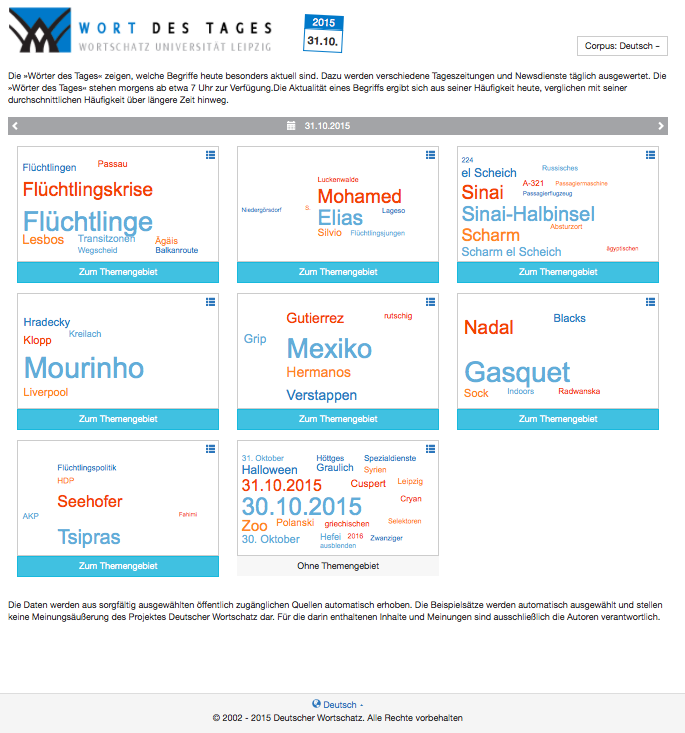 WORT DES TAGES
WORTSCHATZ UNIVERSITÄT LEIPZIG
2015
31.10.
Corpus: Deutsch
Die »Wörter des Tages« zeigen, welche Begriffe heute besonders aktuell sind. Dazu werden verschiedene Tageszeitungen und Newsdienste täglich ausgewertet. Die
»Wörter des Tages« stehen morgens ab etwa 7 Uhr zur Verfügung.Die Aktualität eines Begriffs ergibt sich aus seiner Häufigkeit heute, verglichen mit seiner
durchschnittlichen Häufigkeit über längere Zeit hinweg.
31.10.2015
Flüchtlingen Passau
Flüchtlingskrise
Flüchtlinge
Lesbos Transitzonen Ägäis
Wegscheid Balkanroute
Zum Themengebiet
Luckenwalde
Mohamed
Niedergörsdorf S. Elias Lageso
Silvio Flüchtlingsjungen
Zum Themengebiet
224 Russisches
el Scheich
A-321 Passagiermaschine
Sinai Passagierflugzeug
Sinai-Halbinsel
Absturzort
Scharm
Scharm el Scheich ägyptischen
Zum Themengebiet
Hradecky
Kreilach
Klopp
Mourinho
Liverpool
Zum Themengebiet
Gutierrez rutschig
Grip
Mexiko
Hermanos
Verstappen
Zum Themengebiet
Blacks
Nadal
Gasquet
Sock Indoors Radwanska
Zum Themengebiet
Flüchtlingspolitik
HDP
Seehofer
AKP Fahimi
Tsipras
Zum Themengebiet
31. Oktober Höttges Spezialdienste
Halloween Graulich Syrien
31.10.2015 Cuspert Leipzig
30.10.2015 Cryan
Zoo Polanski griechischen Selektoren
30. Oktober Hefei 2016 Zwanziger
ausblenden
Ohne Themengebiet
Die Daten werden aus sorgfältig ausgewählten öffentlich zugänglichen Quellen automatisch erhoben. Die Beispielsätze werden automatisch ausgewählt und stellen
keine Meinungsäußerung des Projektes Deutscher Wortschatz dar. Für die darin enthaltenen Inhalte und Meinungen sind ausschließlich die Autoren verantwortlich.
Deutsch
© 2002 - 2015 Deutscher Wortschatz. Alle Rechte vorbehalten